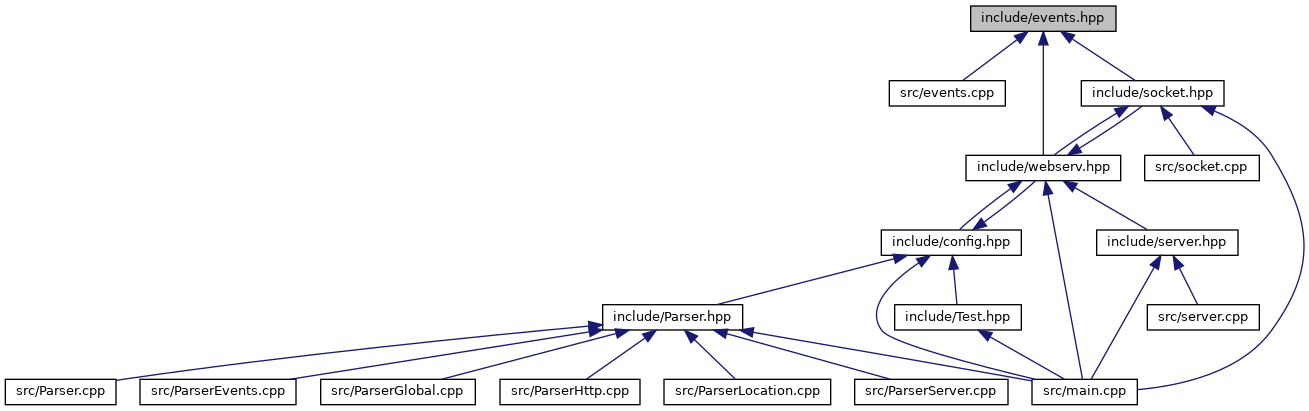 include/events.hpp
src/events.cpp
include/socket.hpp
include/webserv.hpp
src/socket.cpp
include/config.hpp
include/server.hpp
include/Parser.hpp
include/Test.hpp
src/server.cpp
src/Parser.cpp
src/ParserEvents.cpp
src/ParserGlobal.cpp
src/ParserHttp.cpp
src/ParserLocation.cpp
src/ParserServer.cpp
src/main.cpp